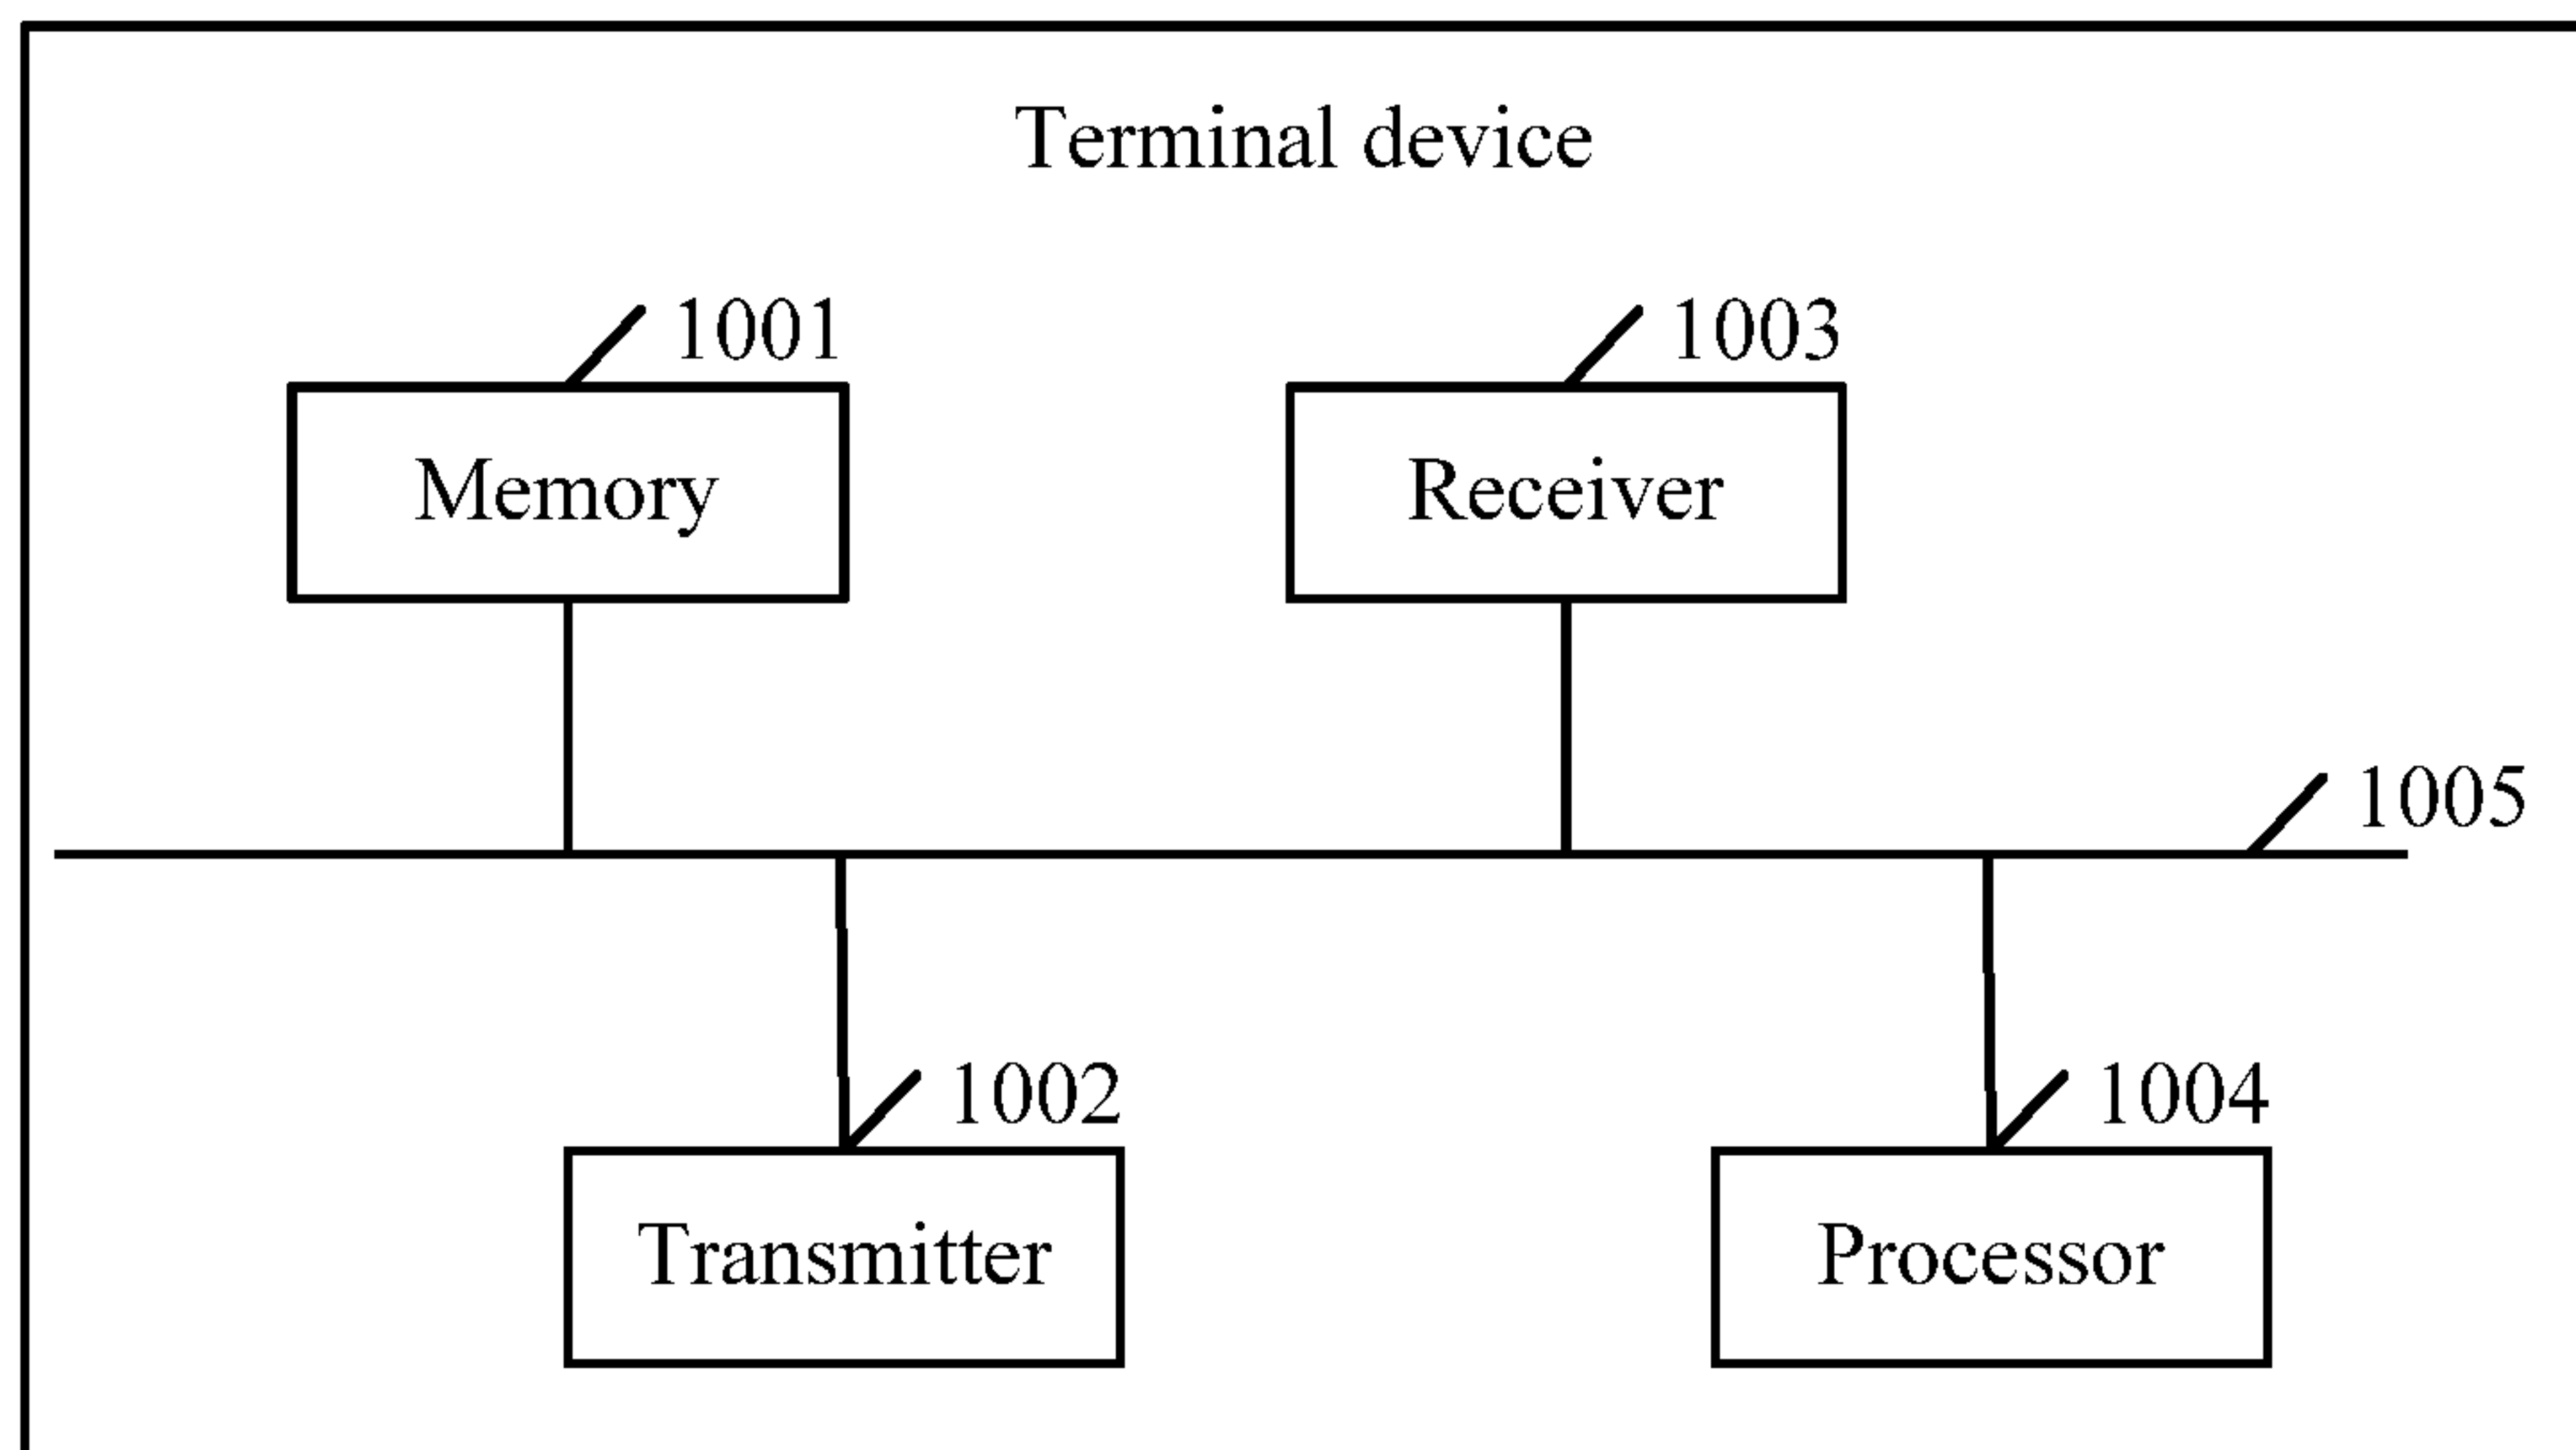 Terminal device
1001
1003
Memory
Receiver
1005
1002
1004
Transmitter
Processor